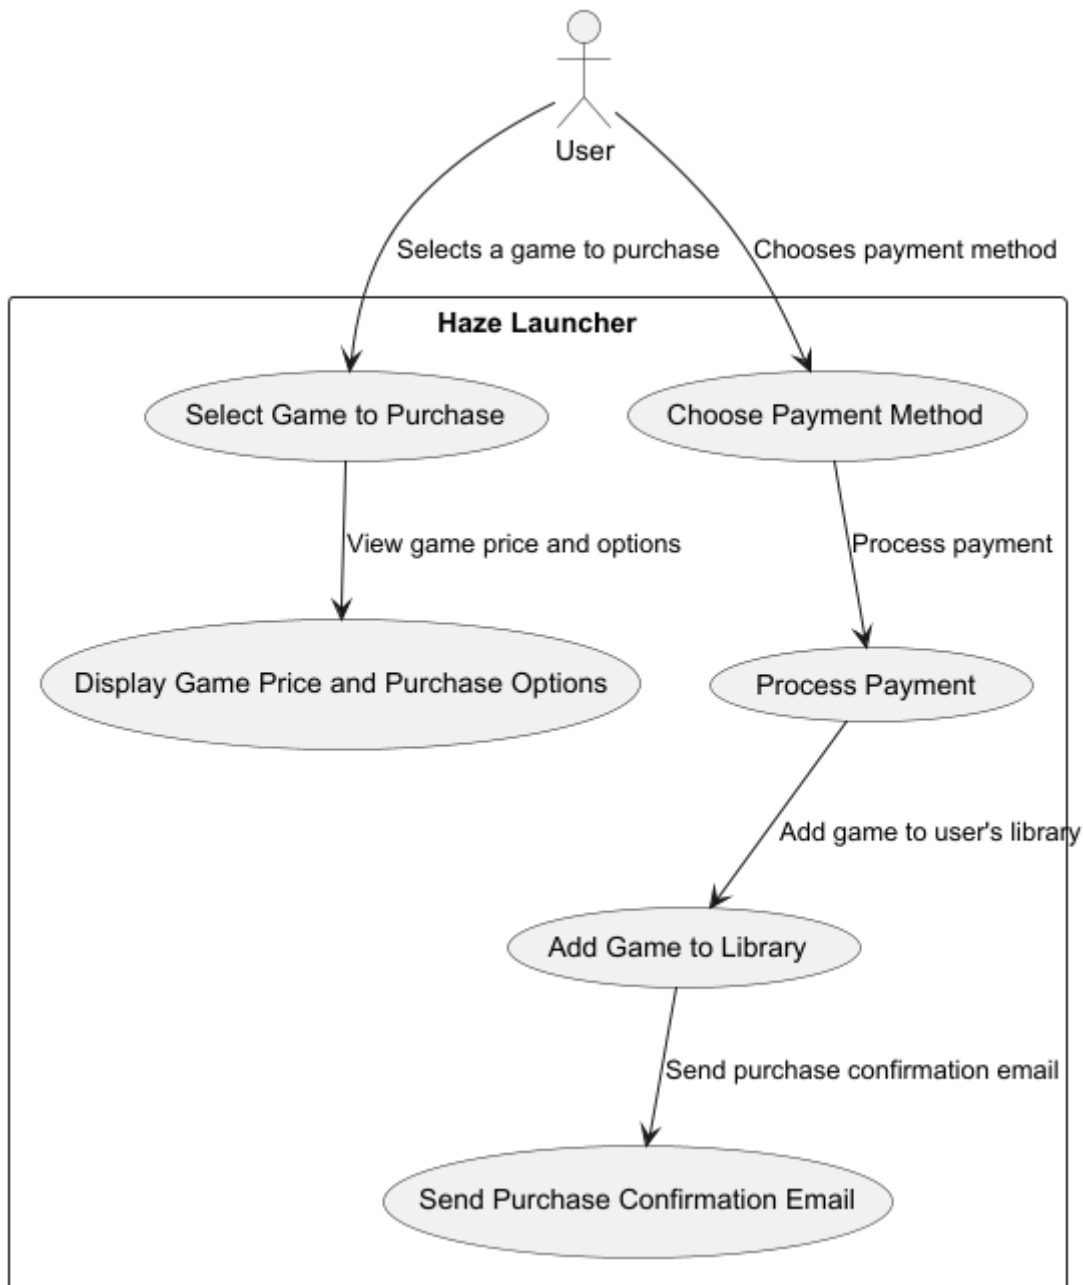 User
Selects a game to purchase
Chooses payment method
Haze Launcher
Select Game to Purchase
Choose Payment Method
View game price and options
Process payment
Display Game Price and Purchase Options
Process Payment
Add game to user's library
Add Game to Library
Send purchase confirmation email
Send Purchase Confirmation Email